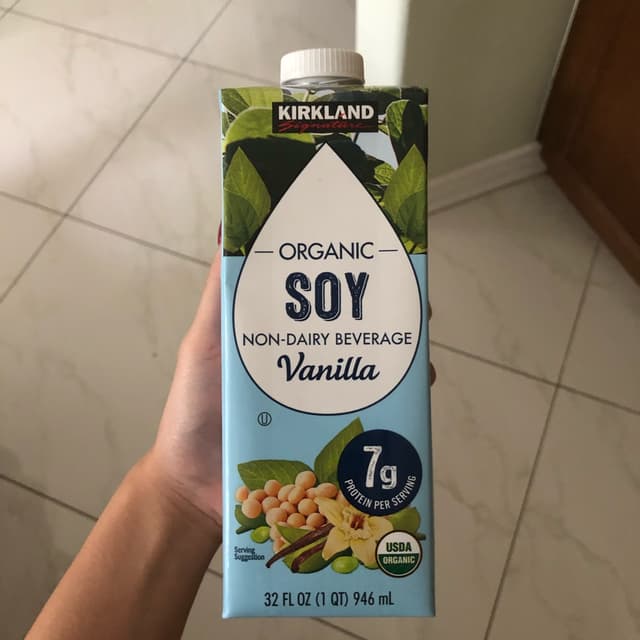 KIRKLAND
Signature
ORGANIC
SOY
NON-DAIRY BEVERAGE
Vanilla
U
7g
PROTEIN PER SERVING
Serving
Suggestion
USDA
ORGANIC
32 FL OZ (1 QT) 946 mL